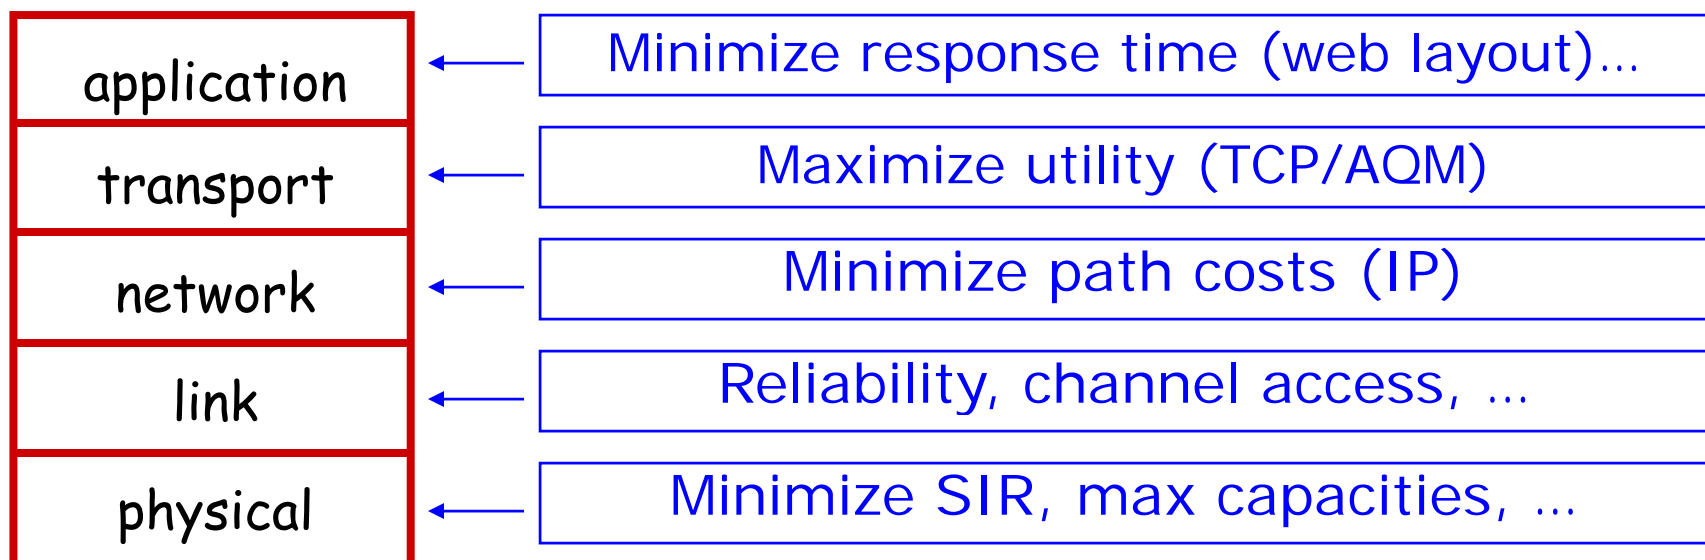 application
Minimize response time (web layout)...
transport
Maximize utility (TCP/AQM)
network
Minimize path costs (IP)
link
Reliability, channel access, ...
physical
Minimize SIR, max capacities, ...